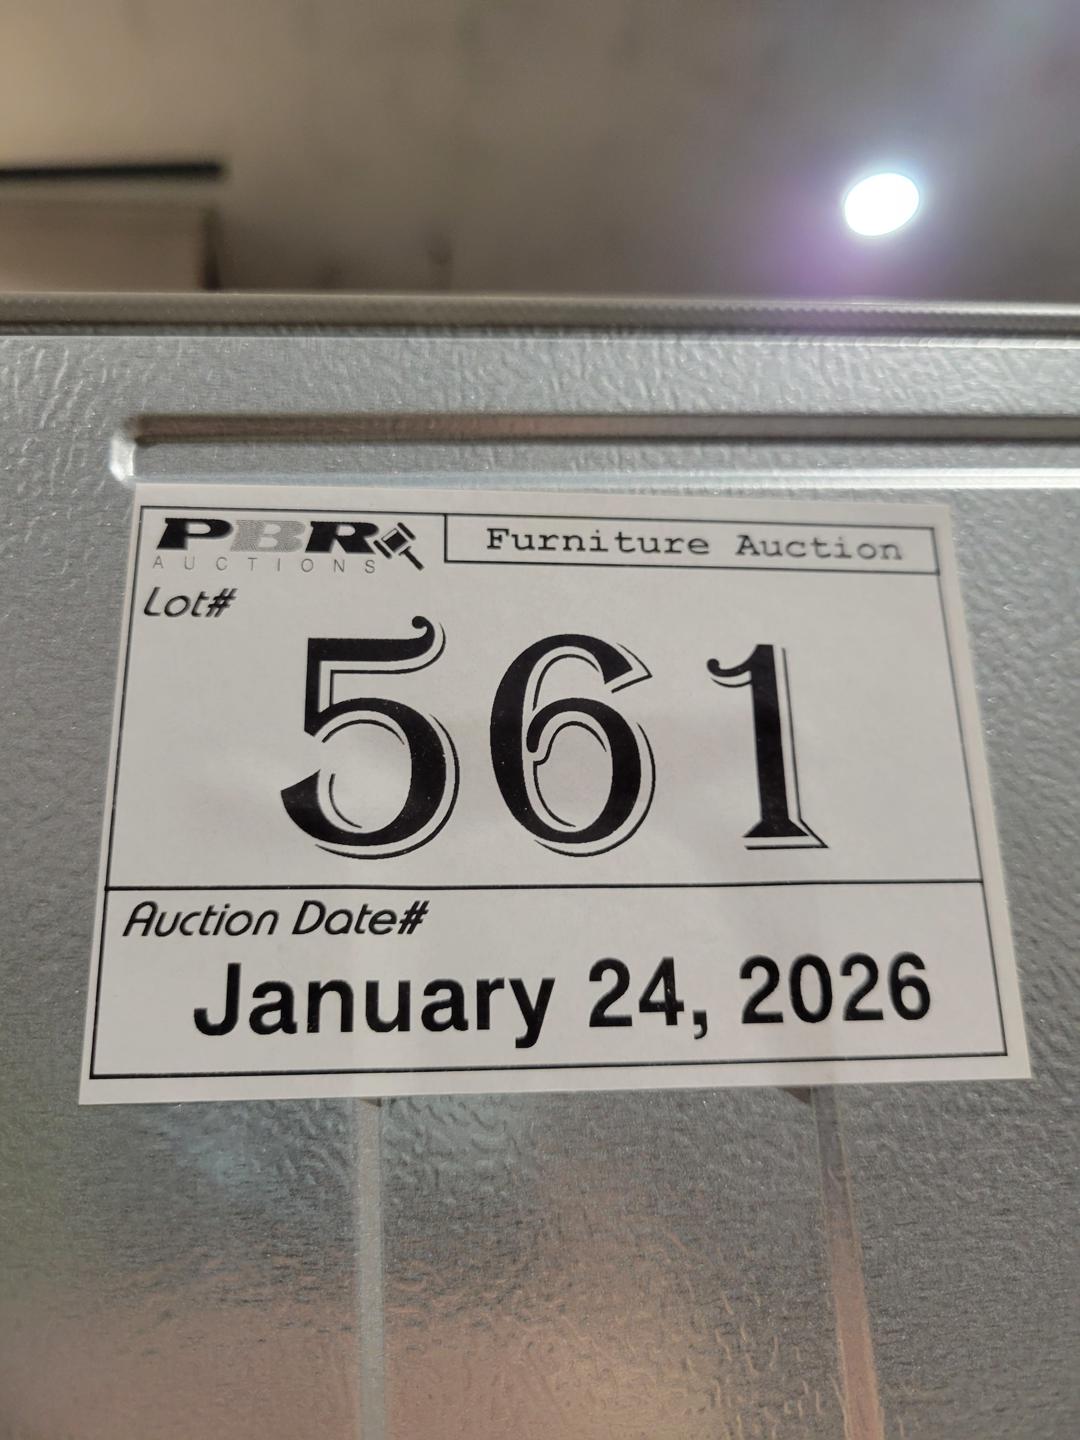 PBR
AUCTIONS
Furniture Auction
Lot#
561
Auction Date#
January 24, 2026